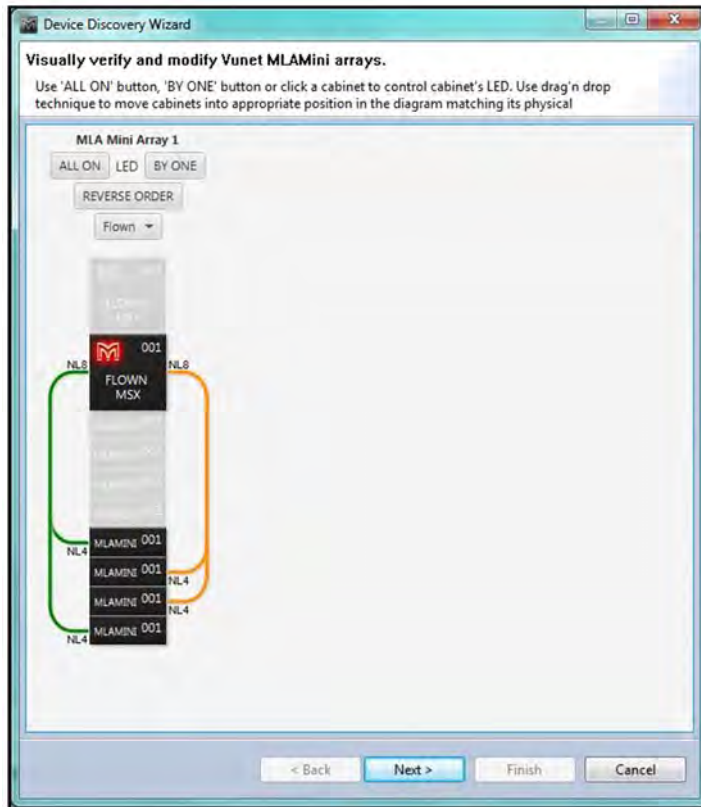 Device Discovery Wizard
Visually verify and modify Vunet MLAMini arrays.
Use 'ALL ON' button, 'BY ONE' button or click a cabinet to control cabinet's LED. Use drag'n drop
technique to move cabinets into appropriate position in the diagram matching its physical
MLA Mini Array 1
ALL ON LED BY ONE
REVERSE ORDER
Flown
001
NL8 NL8
FLOWN
MSX
MLAMINI 001
NL4
MLAMINI 001
NL4
MLAMINI 001
NL4
MLAMINI 001
NL4
< Back Next > Finish Cancel